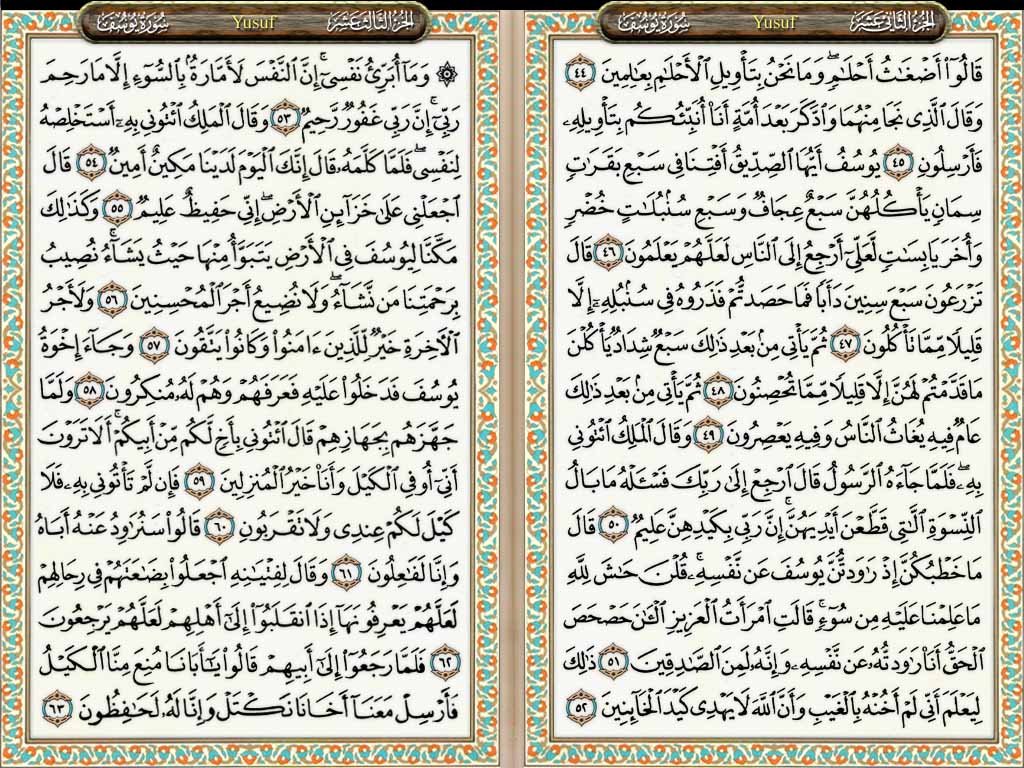 الجزء الثاني عشر Yusuf سورة يوسف
قَالُوٓا۟ أَضْغَٰثُ أَحْلَٰمٍۢ ۖ وَمَا نَحْنُ بِتَأْوِيلِ ٱلْأَحْلَٰمِ بِعَٰلِمِينَ ٤٤
وَقَالَ ٱلَّذِى نَجَا مِنْهُمَا وَٱدَّكَرَ بَعْدَ أُمَّةٍ أَنَا۠ أُنَبِّئُكُم بِتَأْوِيلِهِۦ
فَأَرْسِلُونِ ٤٥ يُوسُفُ أَيُّهَا ٱلصِّدِّيقُ أَفْتِنَا فِى سَبْعِ بَقَرَٰتٍۢ
سِمَانٍۢ يَأْكُلُهُنَّ سَبْعٌ عِجَافٌۭ وَسَبْعِ سُنۢبُلَٰتٍ خُضْرٍۢ
وَأُخَرَ يَابِسَٰتٍۢ لَّعَلِّىٓ أَرْجِعُ إِلَى ٱلنَّاسِ لَعَلَّهُمْ يَعْلَمُونَ ٤٦ قَالَ
تَزْرَعُونَ سَبْعَ سِنِينَ دَأَبًۭا فَمَا حَصَدتُّمْ فَذَرُوهُ فِى سُنۢبُلِهِۦٓ إِلَّا
قَلِيلًۭا مِّمَّا تَأْكُلُونَ ٤٧ ثُمَّ يَأْتِى مِنۢ بَعْدِ ذَٰلِكَ سَبْعٌۭ شِدَادٌۭ يَأْكُلْنَ
مَا قَدَّمْتُمْ لَهُنَّ إِلَّا قَلِيلًۭا مِّمَّا تُحْصِنُونَ ٤٨ ثُمَّ يَأْتِى مِنۢ بَعْدِ ذَٰلِكَ
عَامٌۭ فِيهِ يُغَاثُ ٱلنَّاسُ وَفِيهِ يَعْصِرُونَ ٤٩ وَقَالَ ٱلْمَلِكُ ٱئْتُونِى
بِهِۦ ۖ فَلَمَّا جَآءَهُ ٱلرَّسُولُ قَالَ ٱرْجِعْ إِلَىٰ رَبِّكَ فَسْـَٔلْهُ مَا بَالُ
ٱلنِّسْوَةِ ٱلَّٰتِى قَطَّعْنَ أَيْدِيَهُنَّ ۚ إِنَّ رَبِّى بِكَيْدِهِنَّ عَلِيمٌۭ ٥٠ قَالَ
مَا خَطْبُكُنَّ إِذْ رَٰوَدتُّنَّ يُوسُفَ عَن نَّفْسِهِۦ ۚ قُلْنَ حَٰشَ لِلَّهِ
مَا عَلِمْنَا عَلَيْهِ مِن سُوٓءٍۢ ۚ قَالَتِ ٱمْرَأَتُ ٱلْعَزِيزِ ٱلْـَٰٔنَ حَصْحَصَ
ٱلْحَقُّ أَنَا۠ رَٰوَدتُّهُۥ عَن نَّفْسِهِۦ وَإِنَّهُۥ لَمِنَ ٱلصَّٰدِقِينَ ٥١ ذَٰلِكَ
لِيَعْلَمَ أَنِّى لَمْ أَخُنْهُ بِٱلْغَيْبِ وَأَنَّ ٱللَّهَ لَا يَهْدِى كَيْدَ ٱلْخَآئِنِينَ ٥٢
الجزء الثالث عشر Yusuf سورة يوسف
۞ وَمَآ أُبَرِّئُ نَفْسِىٓ ۚ إِنَّ ٱلنَّفْسَ لَأَمَّارَةٌۢ بِٱلسُّوٓءِ إِلَّا مَا رَحِمَ
رَبِّىٓ ۚ إِنَّ رَبِّى غَفُورٌۭ رَّحِيمٌۭ ٥٣ وَقَالَ ٱلْمَلِكُ ٱئْتُونِى بِهِۦٓ أَسْتَخْلِصْهُ
لِنَفْسِى ۖ فَلَمَّا كَلَّمَهُۥ قَالَ إِنَّكَ ٱلْيَوْمَ لَدَيْنَا مَكِينٌ أَمِينٌۭ ٥٤ قَالَ
ٱجْعَلْنِى عَلَىٰ خَزَآئِنِ ٱلْأَرْضِ ۖ إِنِّى حَفِيظٌ عَلِيمٌۭ ٥٥ وَكَذَٰلِكَ
مَكَّنَّا لِيُوسُفَ فِى ٱلْأَرْضِ يَتَبَوَّأُ مِنْهَا حَيْثُ يَشَآءُ ۚ نُصِيبُ
بِرَحْمَتِنَا مَن نَّشَآءُ ۖ وَلَا نُضِيعُ أَجْرَ ٱلْمُحْسِنِينَ ٥٦ وَلَأَجْرُ
ٱلْءَاخِرَةِ خَيْرٌۭ لِّلَّذِينَ ءَامَنُوا۟ وَكَانُوا۟ يَتَّقُونَ ٥٧ وَجَآءَ إِخْوَةُ
يُوسُفَ فَدَخَلُوا۟ عَلَيْهِ فَعَرَفَهُمْ وَهُمْ لَهُۥ مُنكِرُونَ ٥٨ وَلَمَّا
جَهَّزَهُم بِجَهَازِهِمْ قَالَ ٱئْتُونِى بِأَخٍۢ لَّكُم مِّنْ أَبِيكُمْ ۚ أَلَا تَرَوْنَ
أَنِّىٓ أُوفِى ٱلْكَيْلَ وَأَنَا۠ خَيْرُ ٱلْمُنزِلِينَ ٥٩ فَإِن لَّمْ تَأْتُونِى بِهِۦ فَلَا
كَيْلَ لَكُمْ عِندِى وَلَا تَقْرَبُونِ ٦٠ قَالُوا۟ سَنُرَٰوِدُ عَنْهُ أَبَاهُ
وَإِنَّا لَفَٰعِلُونَ ٦١ وَقَالَ لِفِتْيَٰنِهِ ٱجْعَلُوا۟ بِضَٰعَتَهُمْ فِى رِحَالِهِمْ
لَعَلَّهُمْ يَعْرِفُونَهَآ إِذَا ٱنقَلَبُوٓا۟ إِلَىٰٓ أَهْلِهِمْ لَعَلَّهُمْ يَرْجِعُونَ
٦٢ فَلَمَّا رَجَعُوٓا۟ إِلَىٰٓ أَبِيهِمْ قَالُوا۟ يَٰٓأَبَانَا مُنِعَ مِنَّا ٱلْكَيْلُ
فَأَرْسِلْ مَعَنَآ أَخَانَا نَكْتَلْ وَإِنَّا لَهُۥ لَحَٰفِظُونَ ٦٣